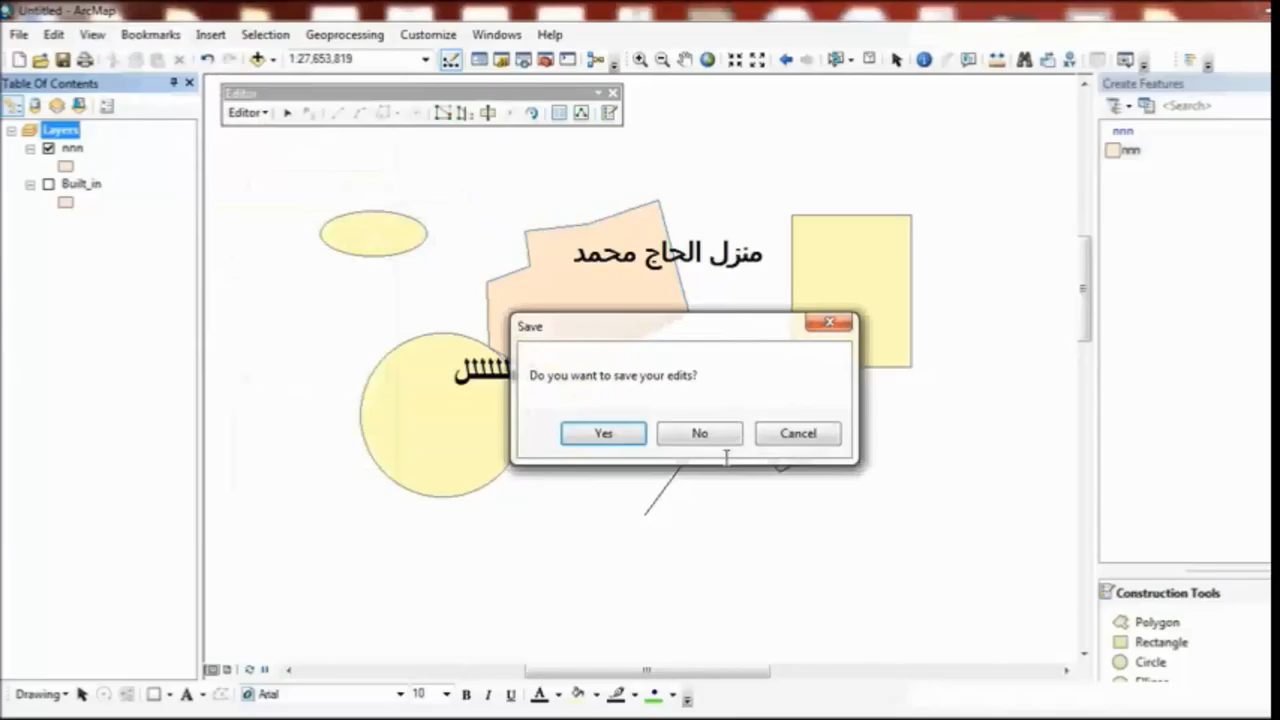 Untitled - ArcMap
File Edit View Bookmarks Insert Selection Geoprocessing Customize Windows Help
1:27,653,819
Table Of Contents
Editor
Create Features
Editor
<Search>
Layers
nnn
nnn
nnn
Built_in
منزل الحاج محمد
Save
Do you want to save your edits?
Yes No Cancel
Construction Tools
Polygon
Rectangle
Circle
Drawing A Arial 10 B I U A